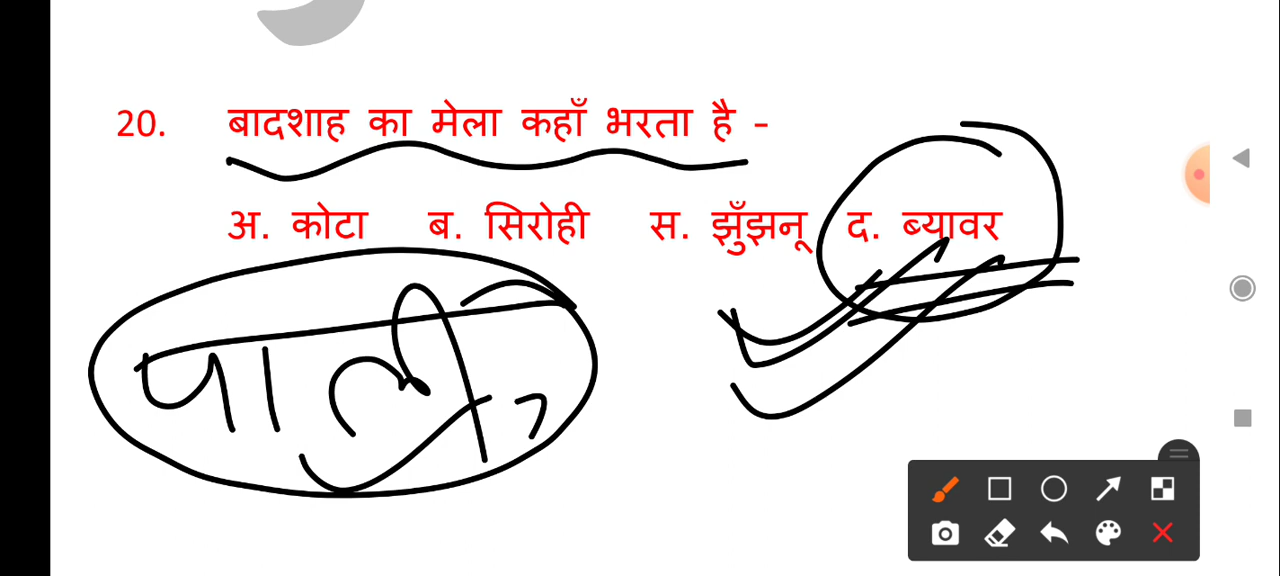 20. बादशाह का मेला कहाँ भरता है -
अ. कोटा ब. सिरोही स. झुँझनू द. ब्यावर
पाली,